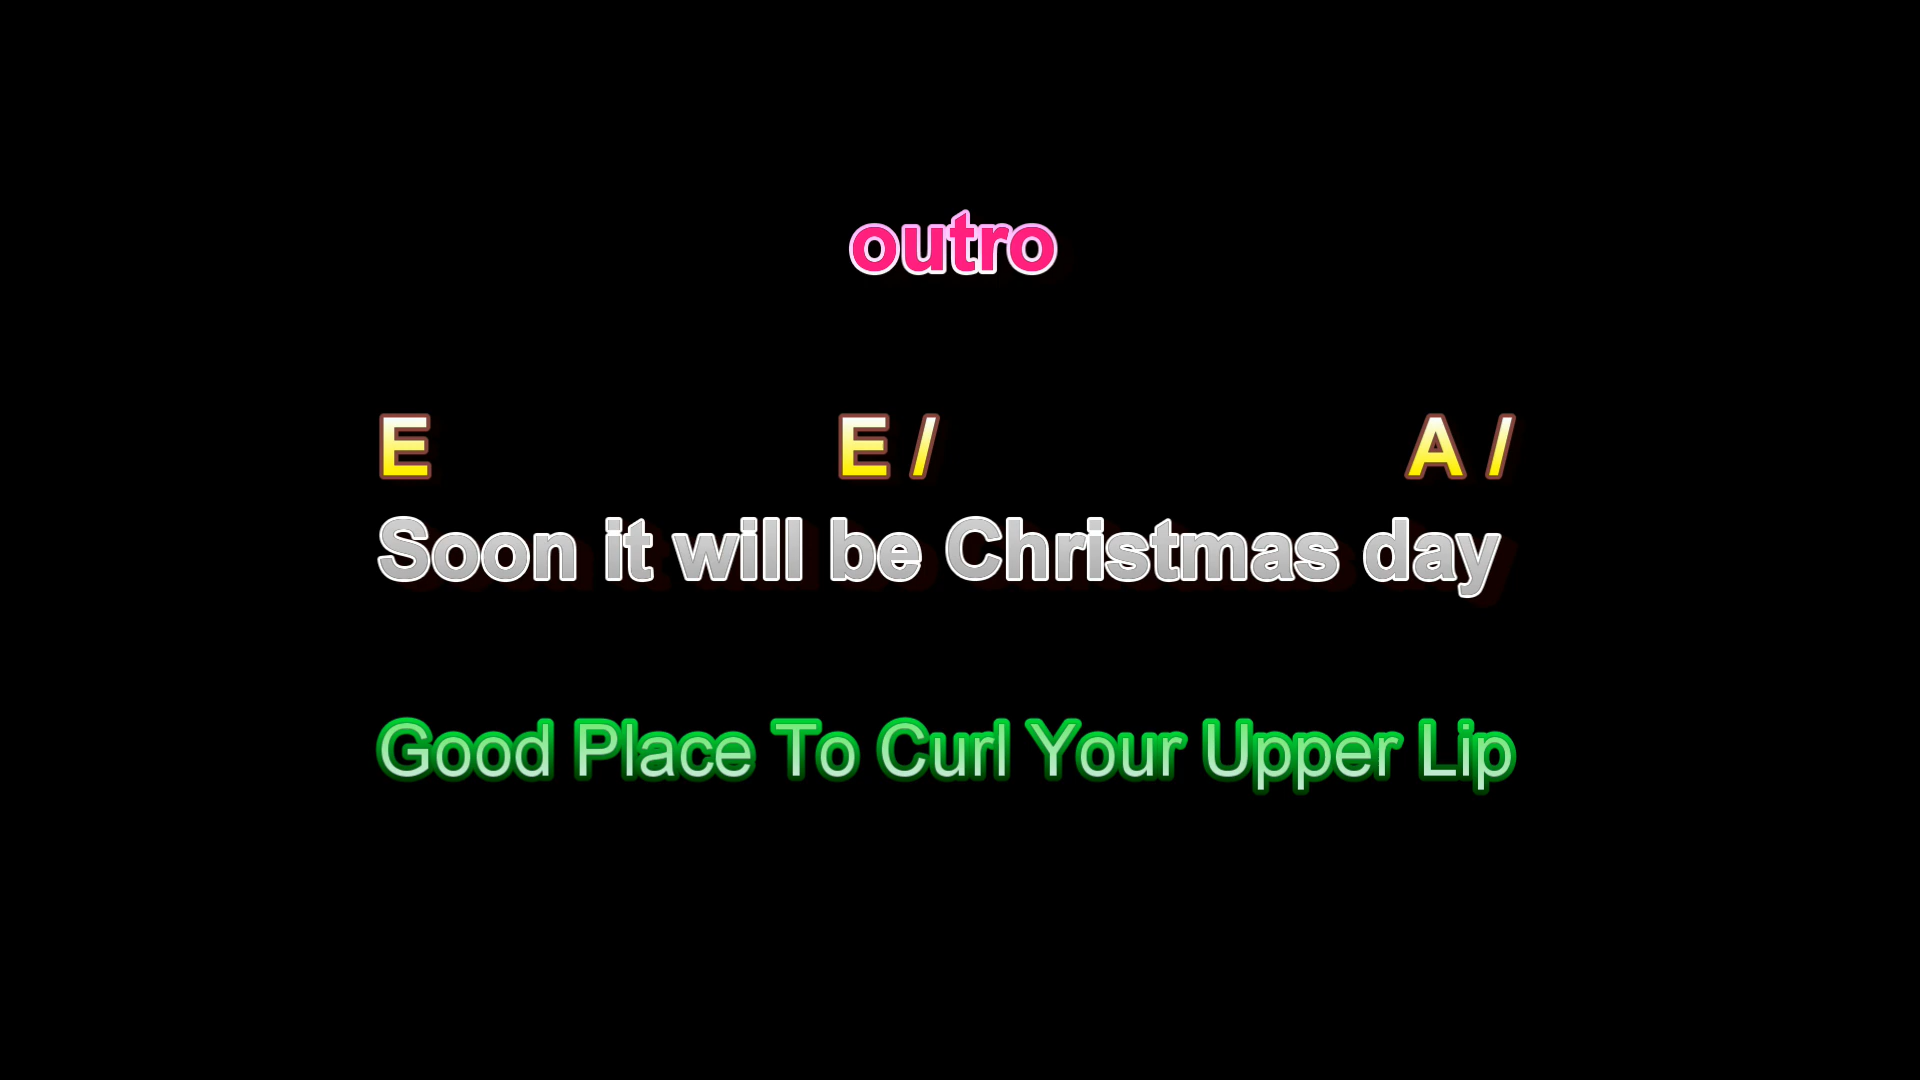 outro
E E / A /
Soon it will be Christmas day
Good Place To Curl Your Upper Lip